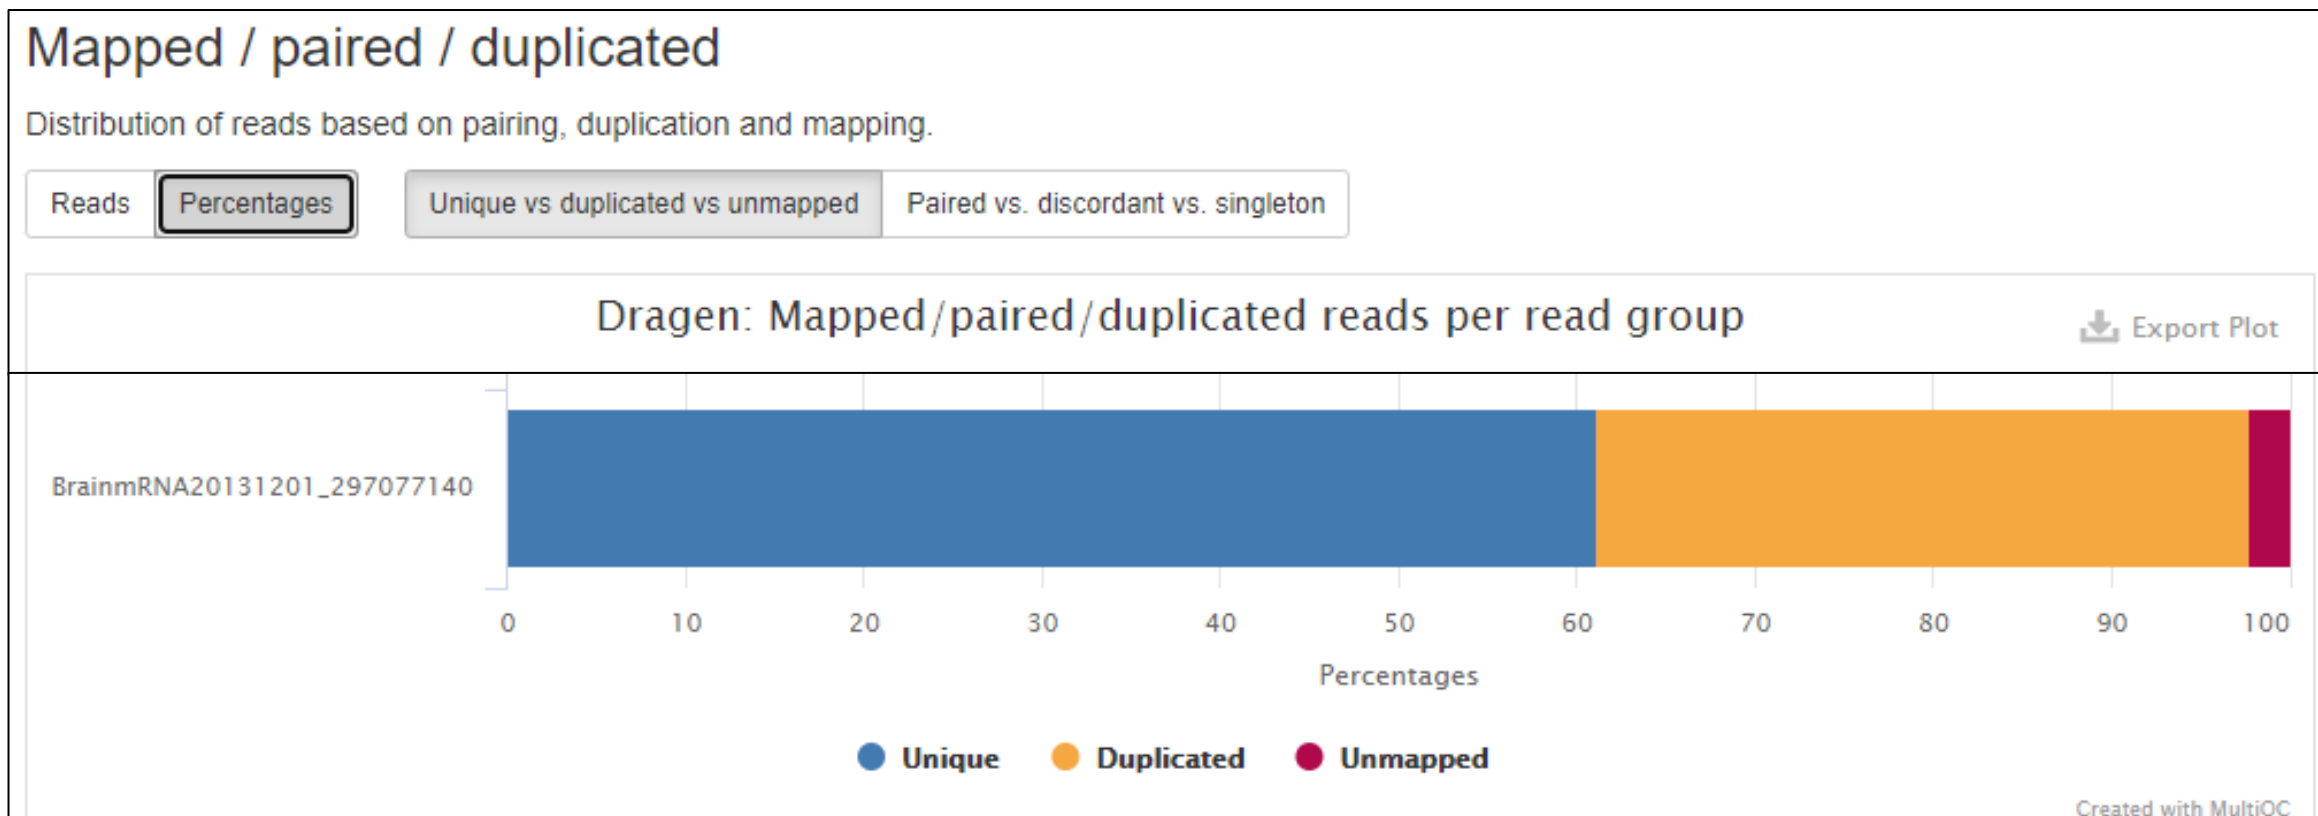 Mapped / paired / duplicated
Distribution of reads based on pairing, duplication and mapping.
Reads Percentages Unique vs duplicated vs unmapped Paired vs. discordant vs. singleton
Dragen: Mapped/paired/duplicated reads per read group
Export Plot
BrainmRNA20131201_297077140
0 10 20 30 40 50 60 70 80 90 100
Percentages
Unique Duplicated Unmapped
Created with MultiQC